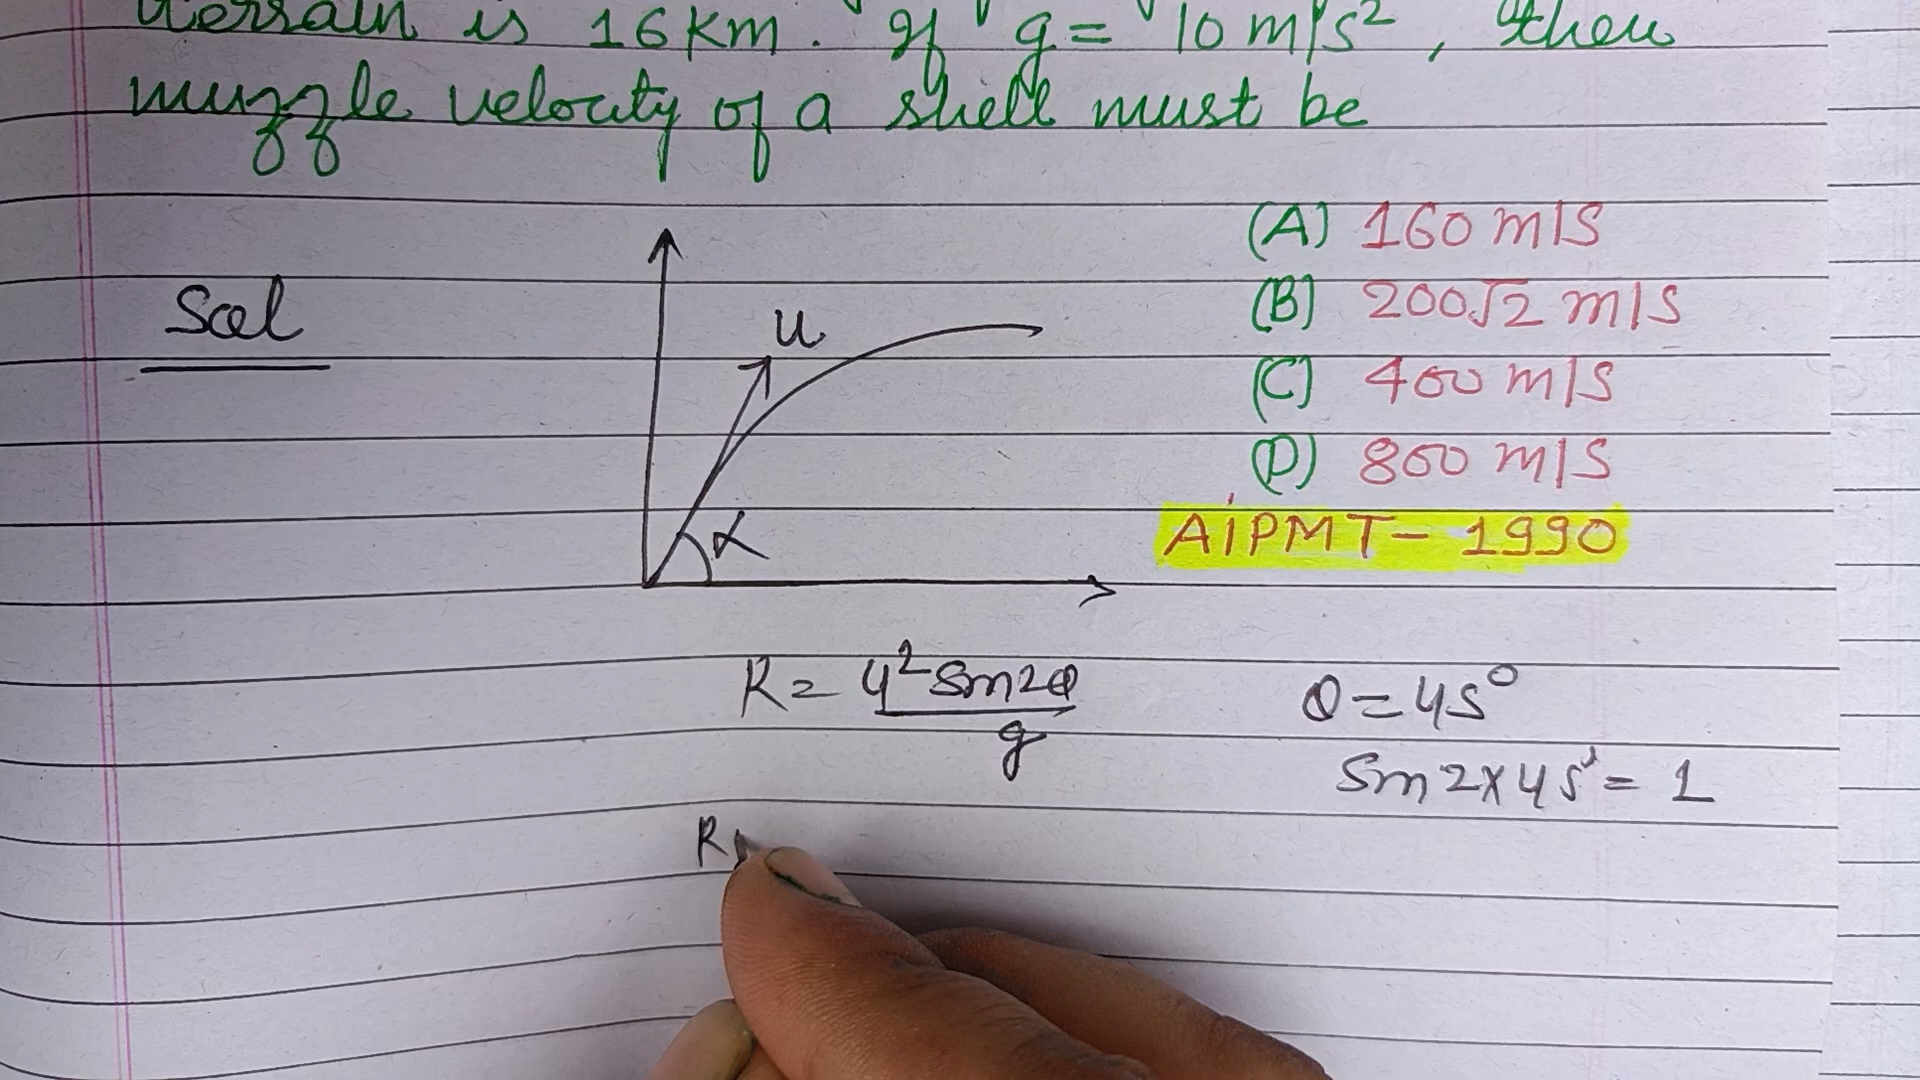 terrain is 16 km. If g = 10 m/s², then
muzzle velocity of a shell must be
(A) 160 m/s
(B) 200√2 m/s
(C) 400 m/s
(D) 800 m/s
AiPMT - 1990
Sol
u
α
R = u² Sin2θ
g
θ = 45°
Sin 2×45° = 1
R